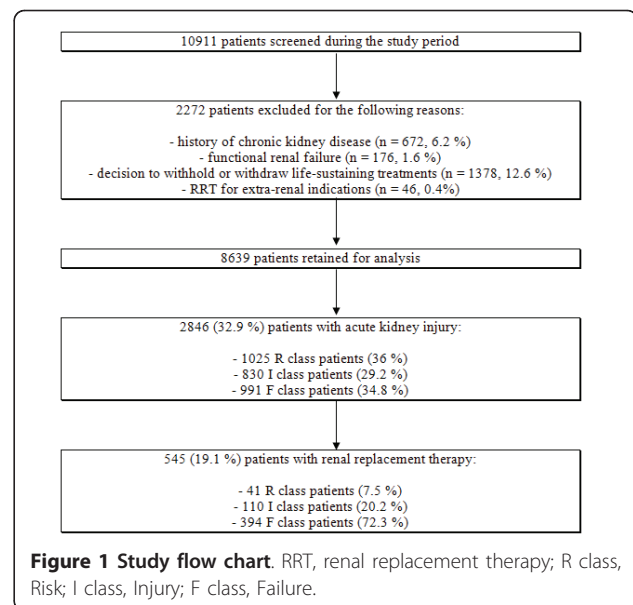 10911 patients screened during the study period
2272 patients excluded for the following reasons:
- history of chronic kidney disease (n = 672, 6.2 %)
- functional renal failure (n = 176, 1.6 %)
- decision to withhold or withdraw life-sustaining treatments (n = 1378, 12.6 %)
- RRT for extra-renal indications (n = 46, 0.4%)
8639 patients retained for analysis
2846 (32.9 %) patients with acute kidney injury:
- 1025 R class patients (36 %)
- 830 I class patients (29.2 %)
- 991 F class patients (34.8 %)
545 (19.1 %) patients with renal replacement therapy:
- 41 R class patients (7.5 %)
- 110 I class patients (20.2 %)
- 394 F class patients (72.3 %)
Figure 1 Study flow chart. RRT, renal replacement therapy; R class,
Risk; I class, Injury; F class, Failure.